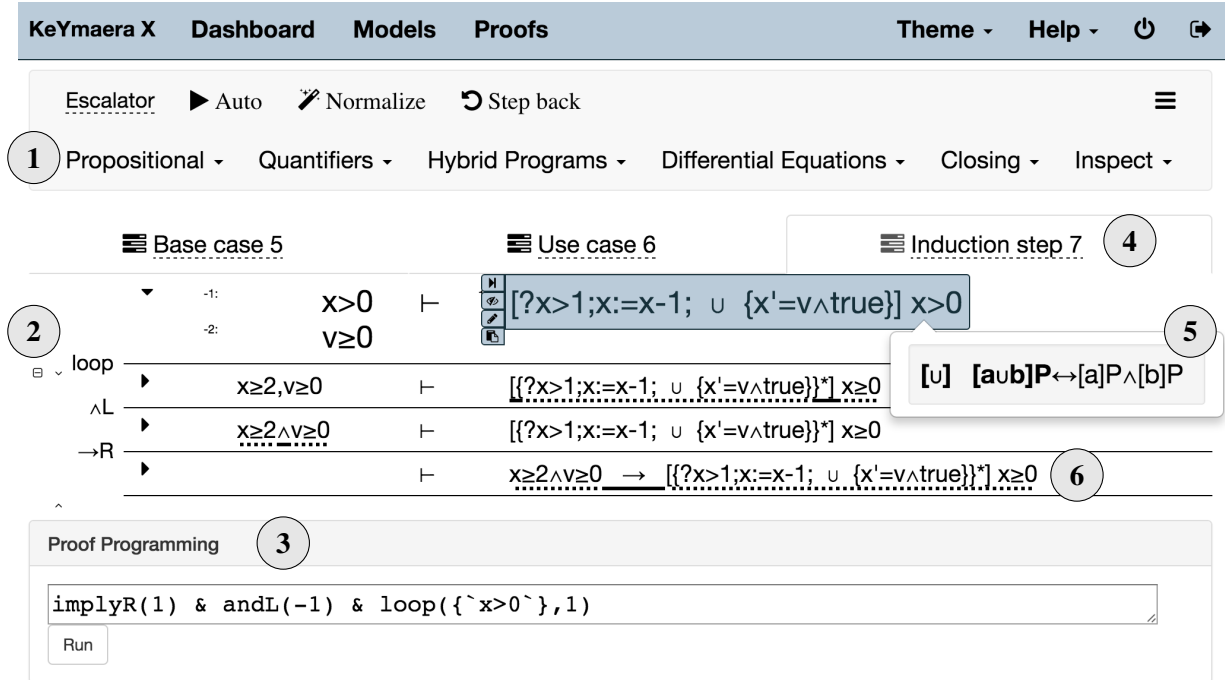 KeYmaera X Dashboard Models Proofs Theme Help
Escalator Auto Normalize Step back
1 Propositional Quantifiers Hybrid Programs Differential Equations Closing Inspect
Base case 5 Use case 6 Induction step 7 4
-1: x>0 ⊢ [?x>1;x:=x-1; ∪ {x'=v∧true}] x>0
-2: v≥0
2 5
loop x≥2,v≥0 ⊢ [{?x>1;x:=x-1; ∪ {x'=v∧true}}*] x≥0 [∪] [a∪b]P↔[a]P∧[b]P
∧L x≥2∧v≥0 ⊢ [{?x>1;x:=x-1; ∪ {x'=v∧true}}*] x≥0
→R ⊢ x≥2∧v≥0 → [{?x>1;x:=x-1; ∪ {x'=v∧true}}*] x≥0 6
Proof Programming 3
implyR(1) & andL(-1) & loop({`x>0`},1)
Run